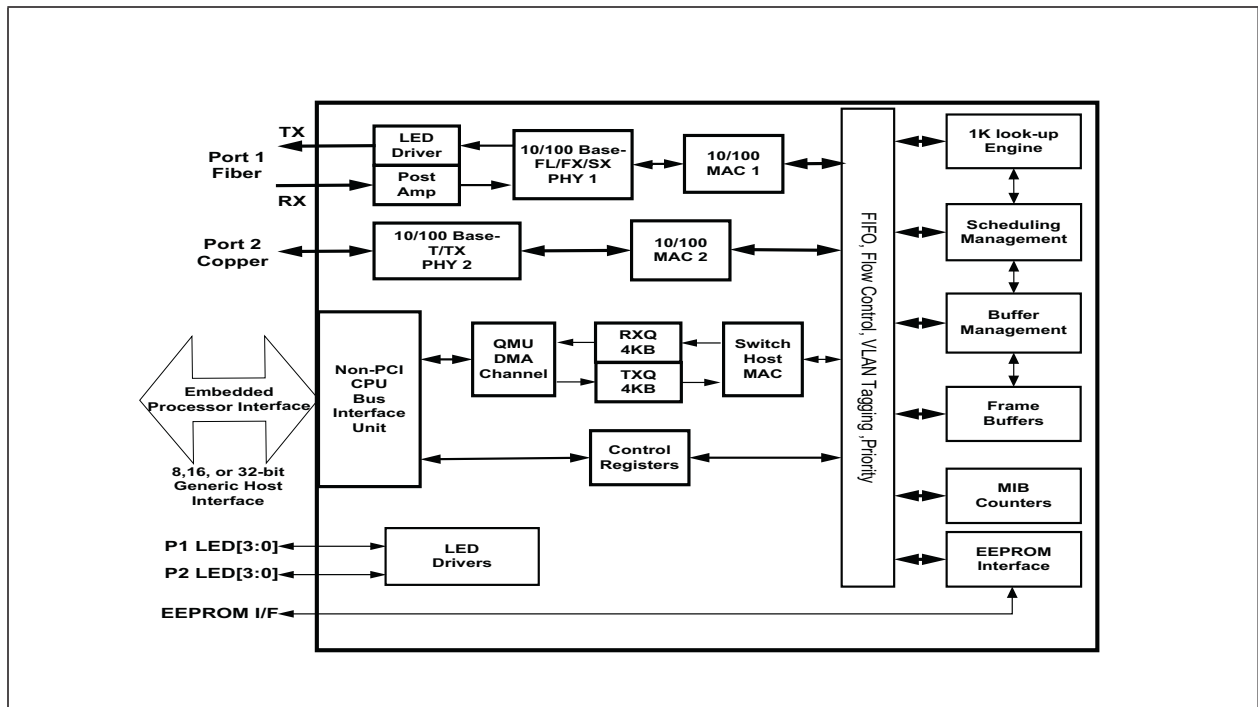 TX
Port 1
Fiber
RX
LED
Driver
Post
Amp
10/100 Base-
FL/FX/SX
PHY 1
10/100
MAC 1
Port 2
Copper
10/100 Base-
T/TX
PHY 2
10/100
MAC 2
Embedded
Processor Interface
8,16, or 32-bit
Generic Host
Interface
Non-PCI
CPU
Bus
Interface
Unit
QMU
DMA
Channel
RXQ
4KB
TXQ
4KB
Switch
Host
MAC
Control
Registers
P1 LED[3:0]
P2 LED[3:0]
LED
Drivers
EEPROM I/F
FIFO, Flow Control, VLAN Tagging ,Priority
1K look-up
Engine
Scheduling
Management
Buffer
Management
Frame
Buffers
MIB
Counters
EEPROM
Interface